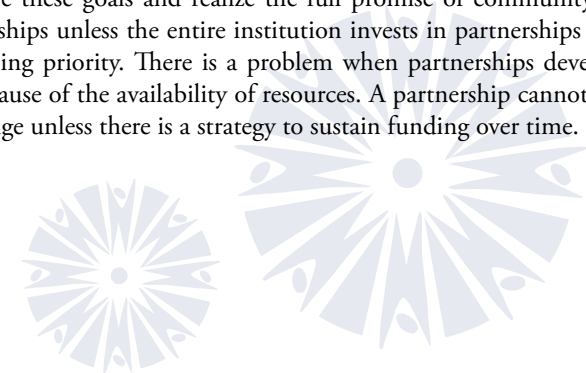 these goals and realize the full promise of community
ships unless the entire institution invests in partnerships
ing priority. There is a problem when partnerships deve
ause of the availability of resources. A partnership cannot
ge unless there is a strategy to sustain funding over time.